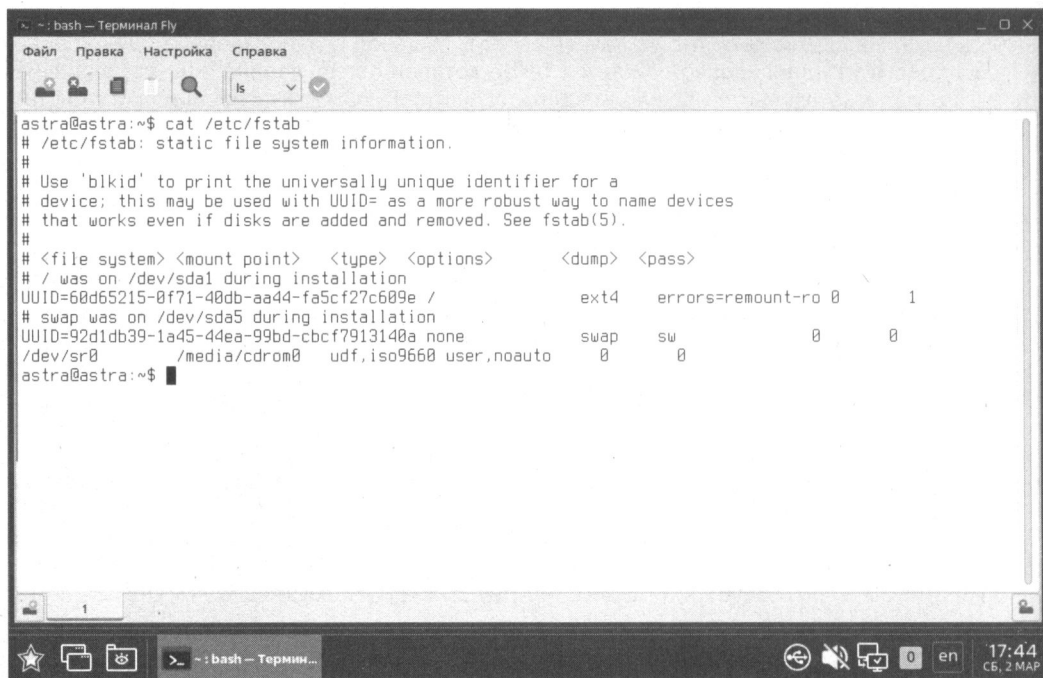 ~ : bash — Терминал Fly
Файл Правка Настройка Справка
ls
astra@astra:~$ cat /etc/fstab
# /etc/fstab: static file system information.
#
# Use 'blkid' to print the universally unique identifier for a
# device; this may be used with UUID= as a more robust way to name devices
# that works even if disks are added and removed. See fstab(5).
#
# <file system> <mount point>   <type>  <options>       <dump>  <pass>
# / was on /dev/sda1 during installation
UUID=60d65215-0f71-40db-aa44-fa5cf27c609e /               ext4    errors=remount-ro 0       1
# swap was on /dev/sda5 during installation
UUID=92d1db39-1a45-44ea-99bd-cbcf7913140a none            swap    sw              0       0
/dev/sr0        /media/cdrom0   udf,iso9660 user,noauto     0       0
astra@astra:~$
1
~ : bash — Термин...
0 en 17:44
СБ, 2 МАР